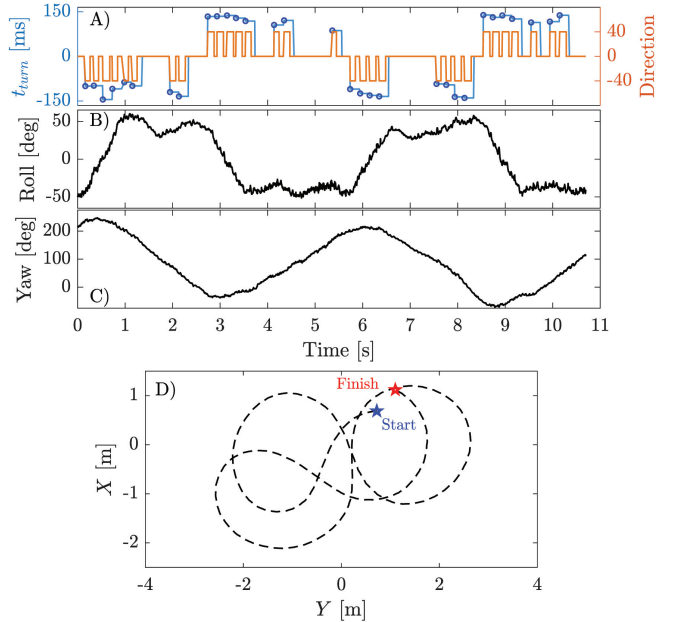 A)
t_turn [ms]
150
0
-150
40
0
-40
Direction
B)
Roll [deg]
50
0
-50
C)
Yaw [deg]
200
100
0
0 1 2 3 4 5 6 7 8 9 10 11
Time [s]
D)
X [m]
1
0
-1
-2
Finish
Start
-4 -2 0 2 4
Y [m]